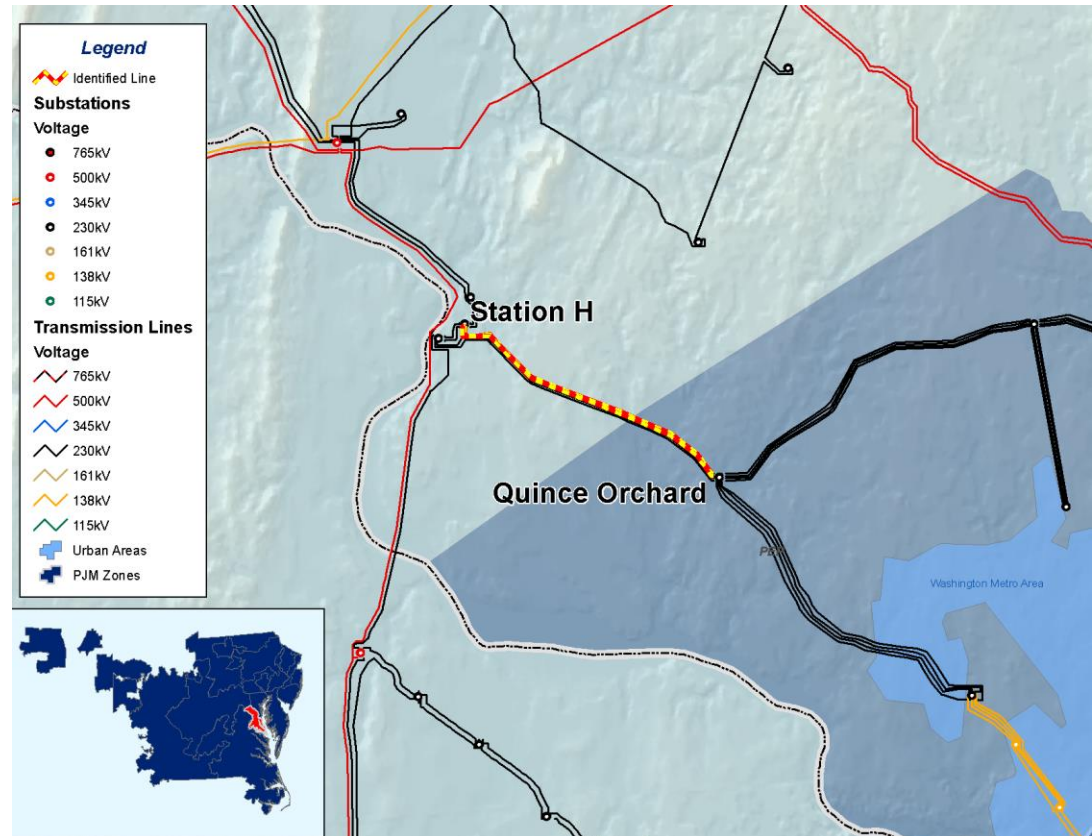 Legend
Identified Line
Substations
Voltage
765kV
500kV
345kV
230kV
161kV
138kV
115kV
Transmission Lines
Voltage
765kV
500kV
345kV
230kV
161kV
138kV
115kV
Urban Areas
PJM Zones
Station H
Quince Orchard
Washington Metro Area